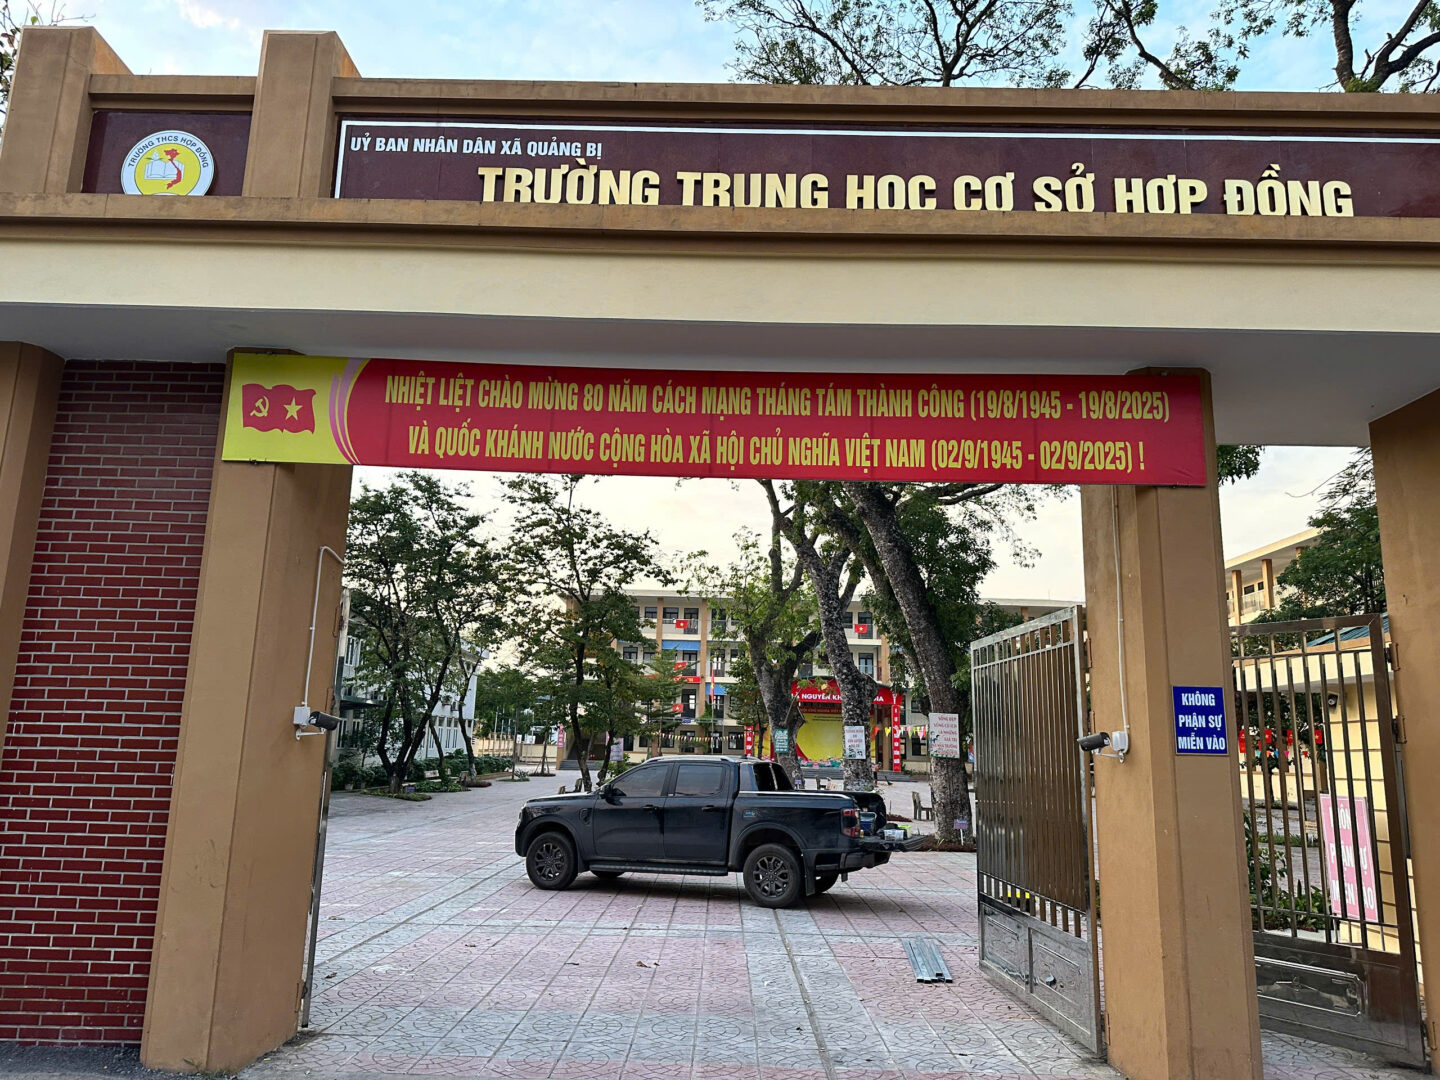 TRƯỜNG THCS HỢP ĐỒNG
UỶ BAN NHÂN DÂN XÃ QUẢNG BỊ
TRƯỜNG TRUNG HỌC CƠ SỞ HỢP ĐỒNG
NHIỆT LIỆT CHÀO MỪNG 80 NĂM CÁCH MẠNG THÁNG TÁM THÀNH CÔNG (19/8/1945 - 19/8/2025)
VÀ QUỐC KHÁNH NƯỚC CỘNG HÒA XÃ HỘI CHỦ NGHĨA VIỆT NAM (02/9/1945 - 02/9/2025) !
KHÔNG
PHẬN SỰ
MIỄN VÀO
NGUYÊN KH